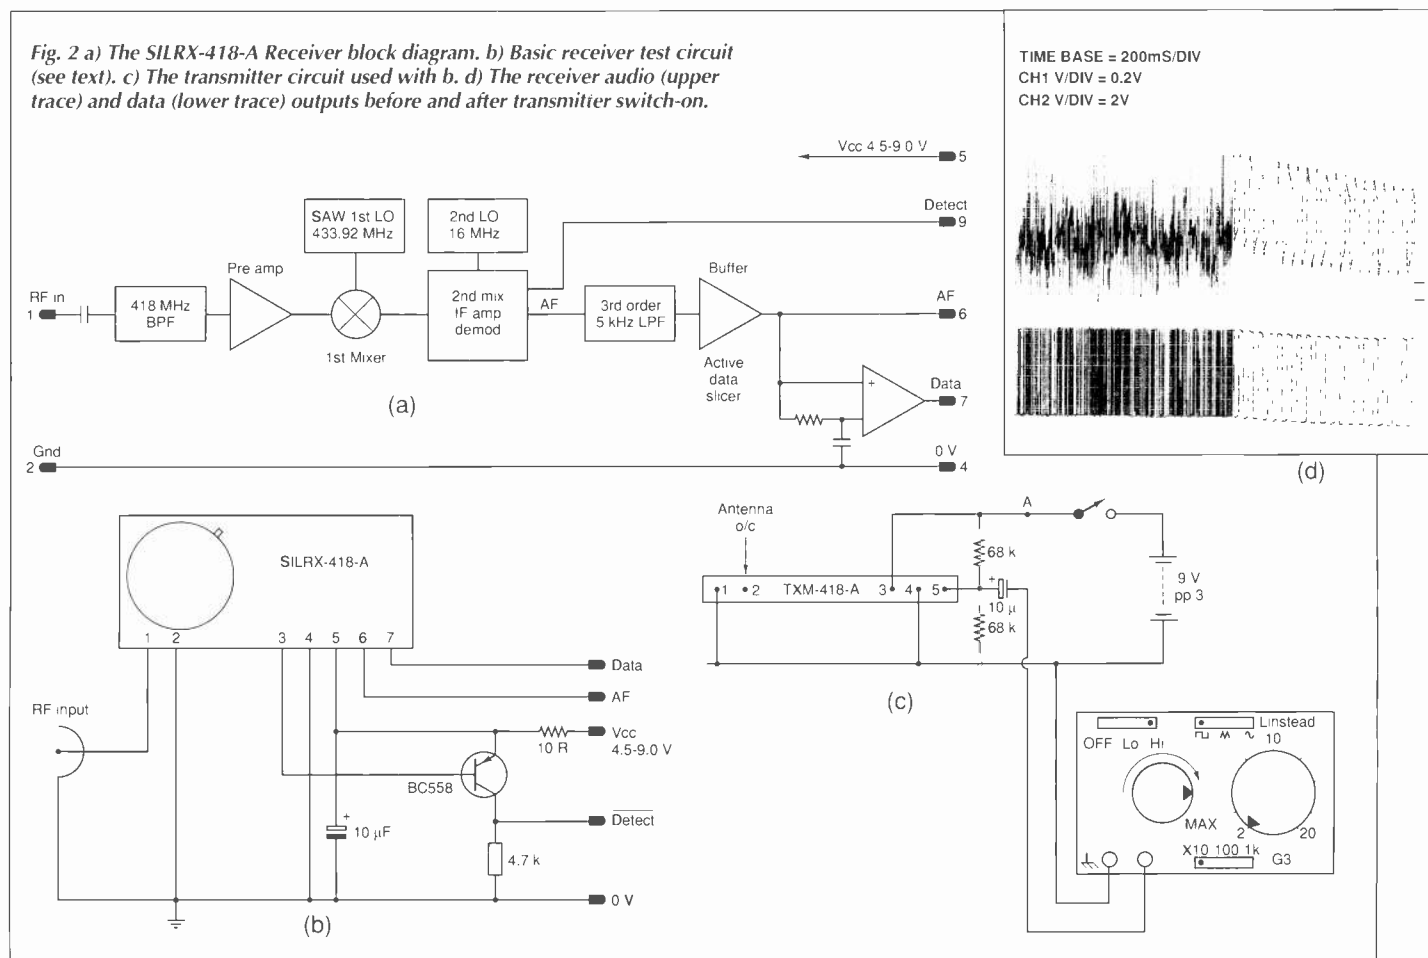 Fig. 2 a) The SILRX-418-A Receiver block diagram. b) Basic receiver test circuit
(see text). c) The transmitter circuit used with b. d) The receiver audio (upper
trace) and data (lower trace) outputs before and after transmitter switch-on.
TIME BASE = 200mS/DIV
CH1 V/DIV = 0.2V
CH2 V/DIV = 2V
Vcc 4 5-9 0 V
5
SAW 1st LO
433.92 MHz
2nd LO
16 MHz
Detect
9
Pre amp
Buffer
RF in
1
418 MHz
BPF
1st Mixer
2nd mix
IF amp
demod
AF
3rd order
5 kHz LPF
AF
6
Active
data
slicer
+
Data
7
(a)
Gnd
2
0 V
4
(d)
SILRX-418-A
1 2 3 4 5 6 7
Data
AF
RF input
10 R
Vcc
4.5-9.0 V
BC558
+
10 µF
Detect
4.7 k
0 V
(b)
Antenna
o/c
A
68 k
1 2 TXM-418-A 3 4 5
+
10 µ
68 k
9 V
pp 3
(c)
Linstead
OFF Lo Hi
10
MAX
2
20
X10 100 1k
G3